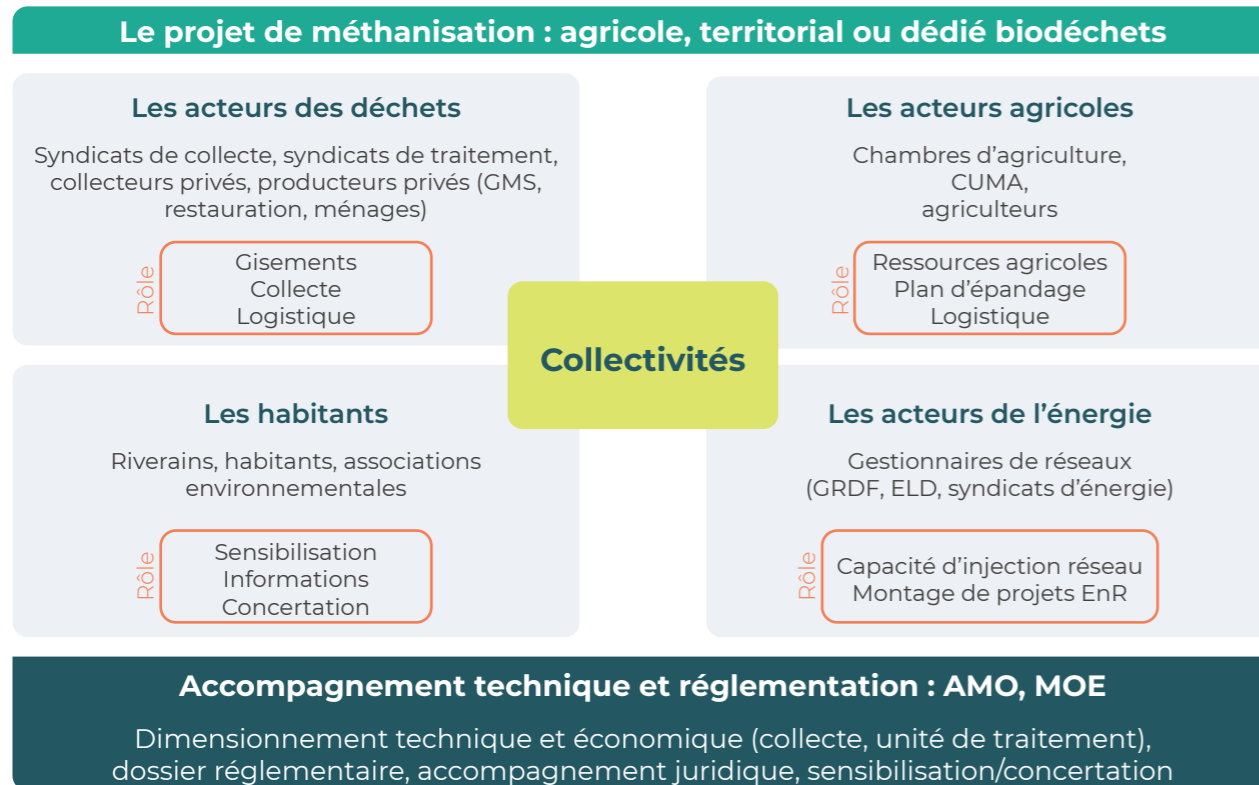 Le projet de méthanisation : agricole, territorial ou dédié biodéchets
Les acteurs des déchets
Syndicats de collecte, syndicats de traitement,
collecteurs privés, producteurs privés (GMS,
restauration, ménages)
Rôle
Gisements
Collecte
Logistique
Les acteurs agricoles
Chambres d’agriculture,
CUMA,
agriculteurs
Rôle
Ressources agricoles
Plan d’épandage
Logistique
Collectivités
Les habitants
Riverains, habitants, associations
environnementales
Rôle
Sensibilisation
Informations
Concertation
Les acteurs de l’énergie
Gestionnaires de réseaux
(GRDF, ELD, syndicats d’énergie)
Rôle
Capacité d’injection réseau
Montage de projets EnR
Accompagnement technique et réglementation : AMO, MOE
Dimensionnement technique et économique (collecte, unité de traitement),
dossier réglementaire, accompagnement juridique, sensibilisation/concertation